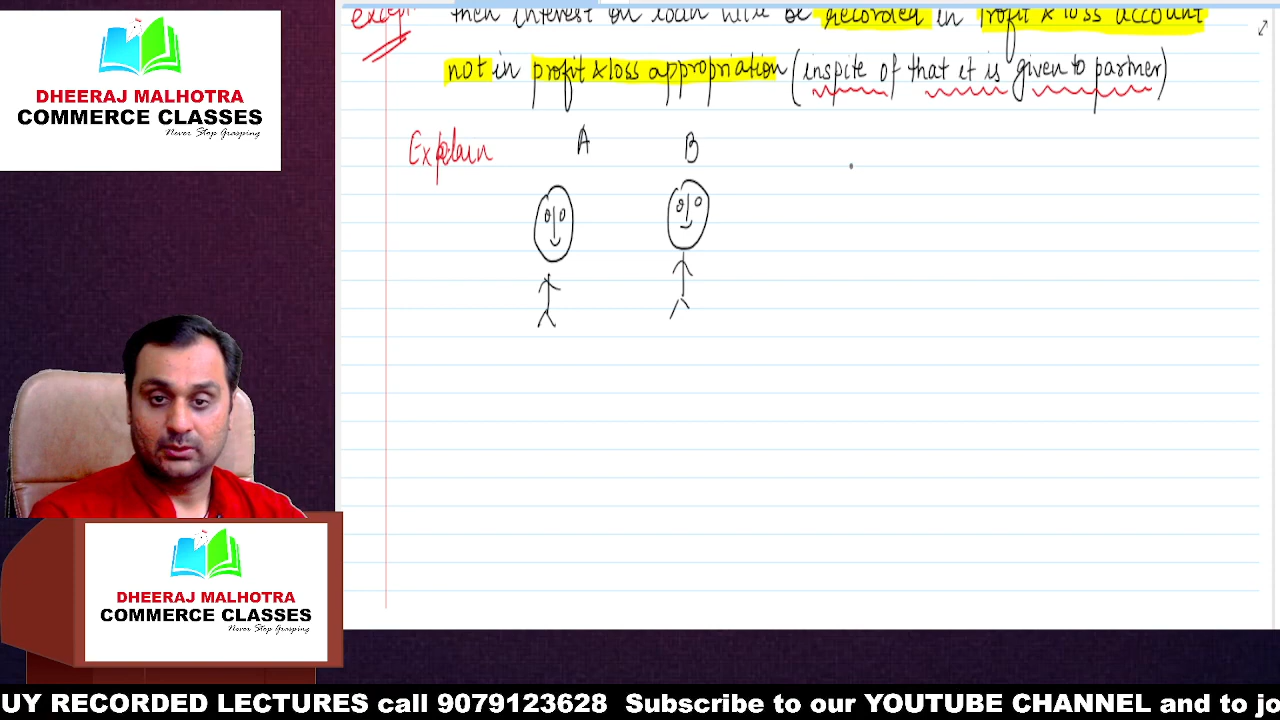 DHEERAJ MALHOTRA
COMMERCE CLASSES
Never Stop Grasping
except then interest on loan will be recorded in profit & loss account
not in profit & loss appropriation (inspite of that it is given to partner)
Explain A B
DHEERAJ MALHOTRA
COMMERCE CLASSES
Never Stop Grasping
UY RECORDED LECTURES call 9079123628 Subscribe to our YOUTUBE CHANNEL and to jo